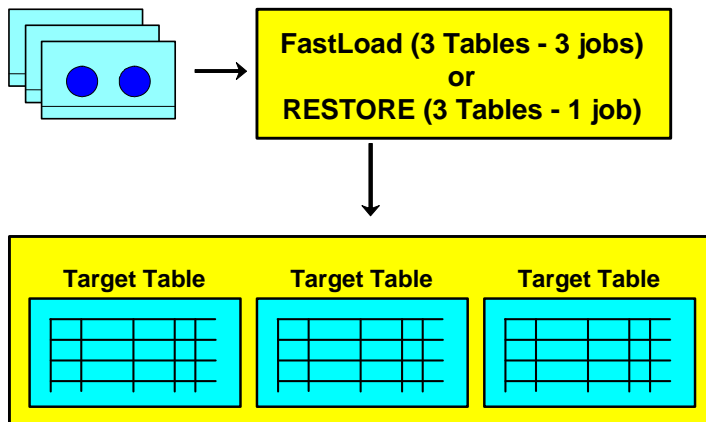 FastLoad (3 Tables - 3 jobs)
or
RESTORE (3 Tables - 1 job)
Target Table
Target Table
Target Table